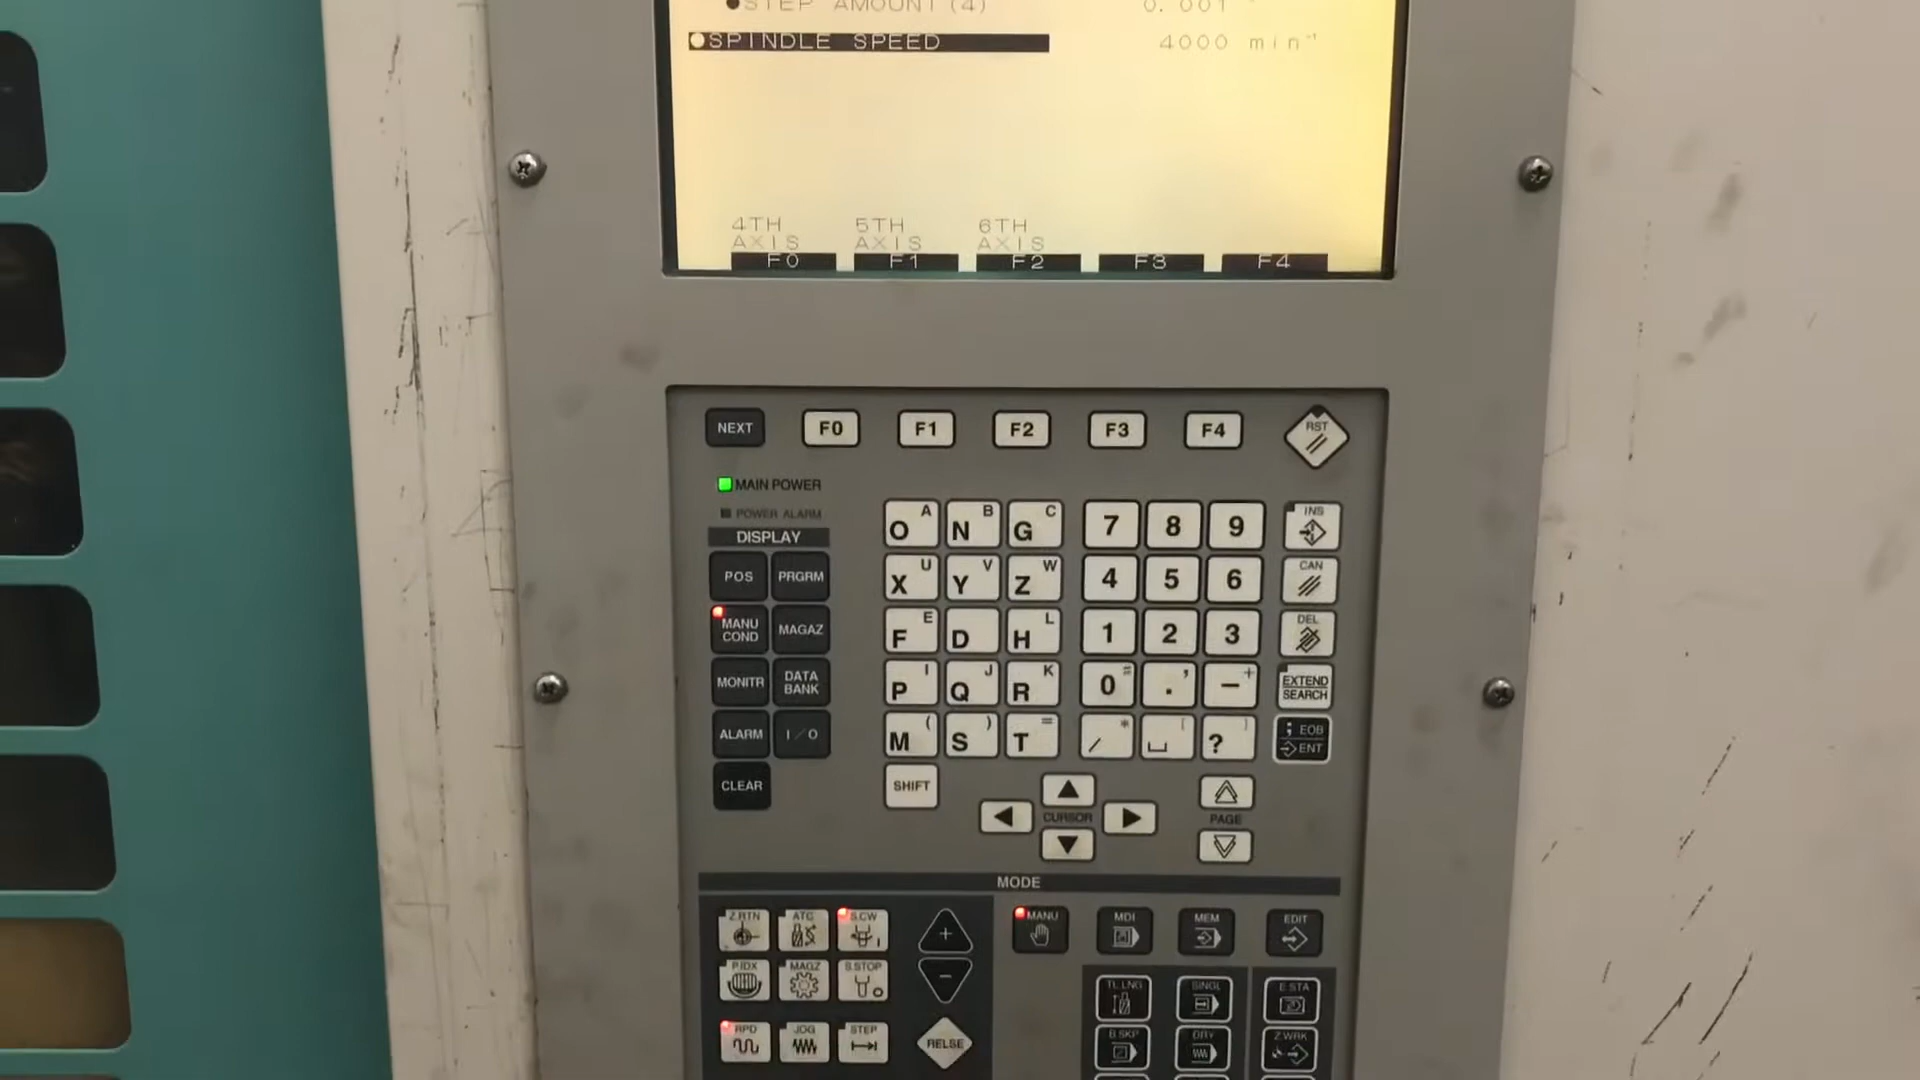 STEP AMOUNT (4) 0.001
SPINDLE SPEED 4000 min⁻¹
4TH AXIS 5TH AXIS 6TH AXIS
F0 F1 F2 F3 F4
NEXT F0 F1 F2 F3 F4 RST
MAIN POWER
POWER ALARM
DISPLAY
O A N B G C 7 8 9 INS
POS PRGRM X U Y V Z W 4 5 6 CAN
MANU COND MAGAZ F E D H L 1 2 3 DEL
MONITR DATA BANK P I Q J R K 0 = . , - + EXTEND SEARCH
ALARM I/O M ( S ) T = / * [ ? ] ; EOB ENT
CLEAR SHIFT
CURSOR PAGE
MODE
Z.RTN ATC S.CW + MANU MDI MEM EDIT
P.IDX MAGZ S.STOP - TL LNG SINGL E.STA
RPD JOG STEP RELSE B.SKP DRY Z.WRK